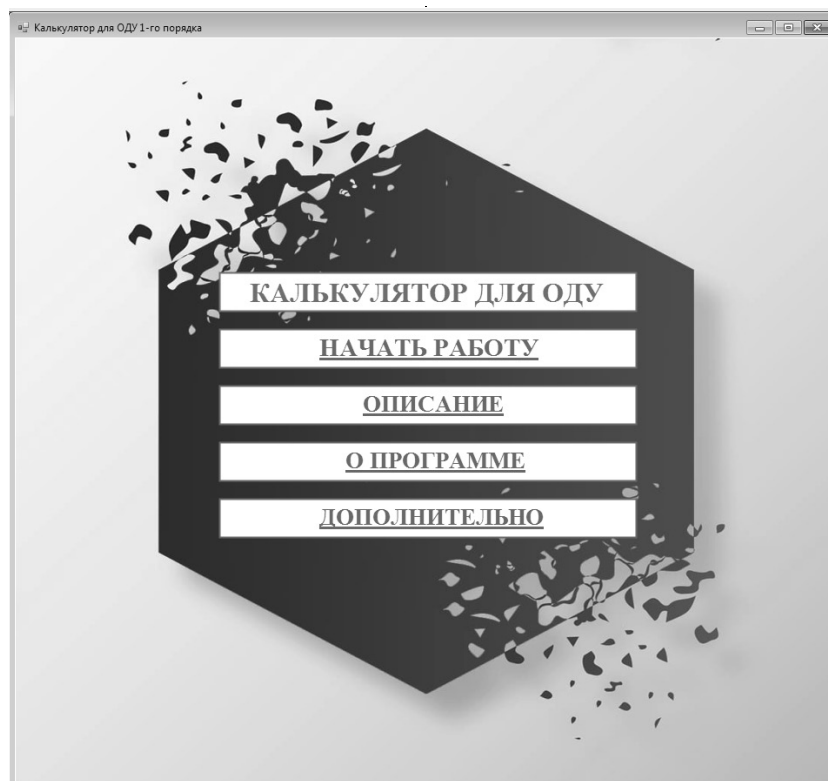 Калькулятор для ОДУ 1-го порядка
КАЛЬКУЛЯТОР ДЛЯ ОДУ
НАЧАТЬ РАБОТУ
ОПИСАНИЕ
О ПРОГРАММЕ
ДОПОЛНИТЕЛЬНО